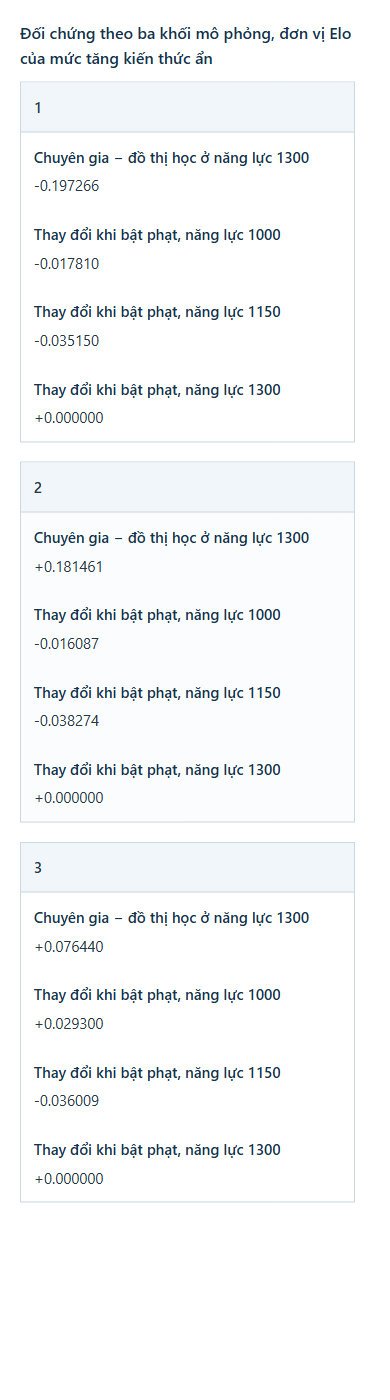 Đối chứng theo ba khối mô phỏng, đơn vị Elo
của mức tăng kiến thức ẩn
1
Chuyên gia − đồ thị học ở năng lực 1300
-0.197266
Thay đổi khi bật phạt, năng lực 1000
-0.017810
Thay đổi khi bật phạt, năng lực 1150
-0.035150
Thay đổi khi bật phạt, năng lực 1300
+0.000000
2
Chuyên gia − đồ thị học ở năng lực 1300
+0.181461
Thay đổi khi bật phạt, năng lực 1000
-0.016087
Thay đổi khi bật phạt, năng lực 1150
-0.038274
Thay đổi khi bật phạt, năng lực 1300
+0.000000
3
Chuyên gia − đồ thị học ở năng lực 1300
+0.076440
Thay đổi khi bật phạt, năng lực 1000
+0.029300
Thay đổi khi bật phạt, năng lực 1150
-0.036009
Thay đổi khi bật phạt, năng lực 1300
+0.000000